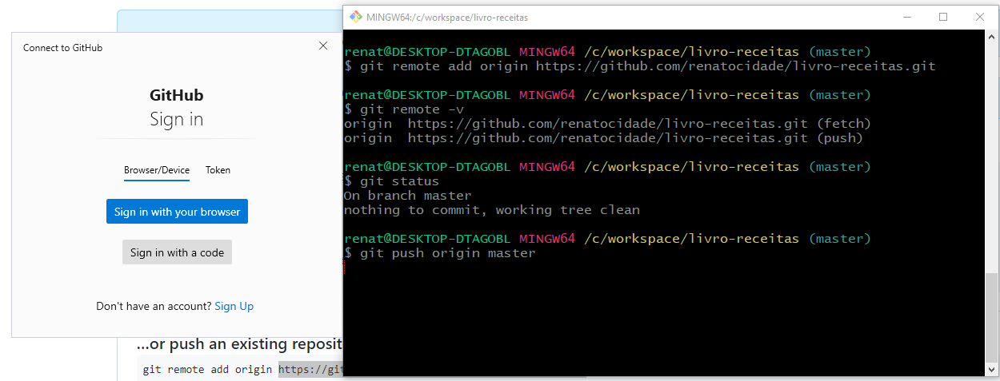 Connect to GitHub
GitHub
Sign in
Browser/Device Token
Sign in with your browser
Sign in with a code
Don't have an account? Sign Up
...or push an existing reposit
git remote add origin https://git
MINGW64:/c/workspace/livro-receitas
renat@DESKTOP-DTAGOBL MINGW64 /c/workspace/livro-receitas (master)
$ git remote add origin https://github.com/renatocidade/livro-receitas.git
renat@DESKTOP-DTAGOBL MINGW64 /c/workspace/livro-receitas (master)
$ git remote -v
origin  https://github.com/renatocidade/livro-receitas.git (fetch)
origin  https://github.com/renatocidade/livro-receitas.git (push)
renat@DESKTOP-DTAGOBL MINGW64 /c/workspace/livro-receitas (master)
$ git status
On branch master
nothing to commit, working tree clean
renat@DESKTOP-DTAGOBL MINGW64 /c/workspace/livro-receitas (master)
$ git push origin master